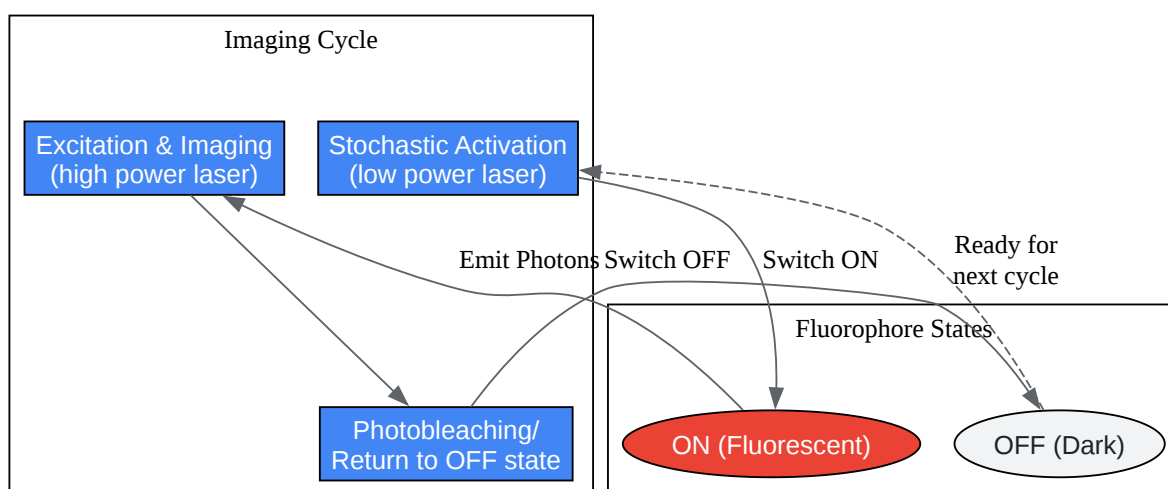 Imaging Cycle
Excitation & Imaging
(high power laser)
Stochastic Activation
(low power laser)
Emit Photons
Switch OFF
Switch ON
Ready for
next cycle
Fluorophore States
Photobleaching/
Return to OFF state
ON (Fluorescent)
OFF (Dark)